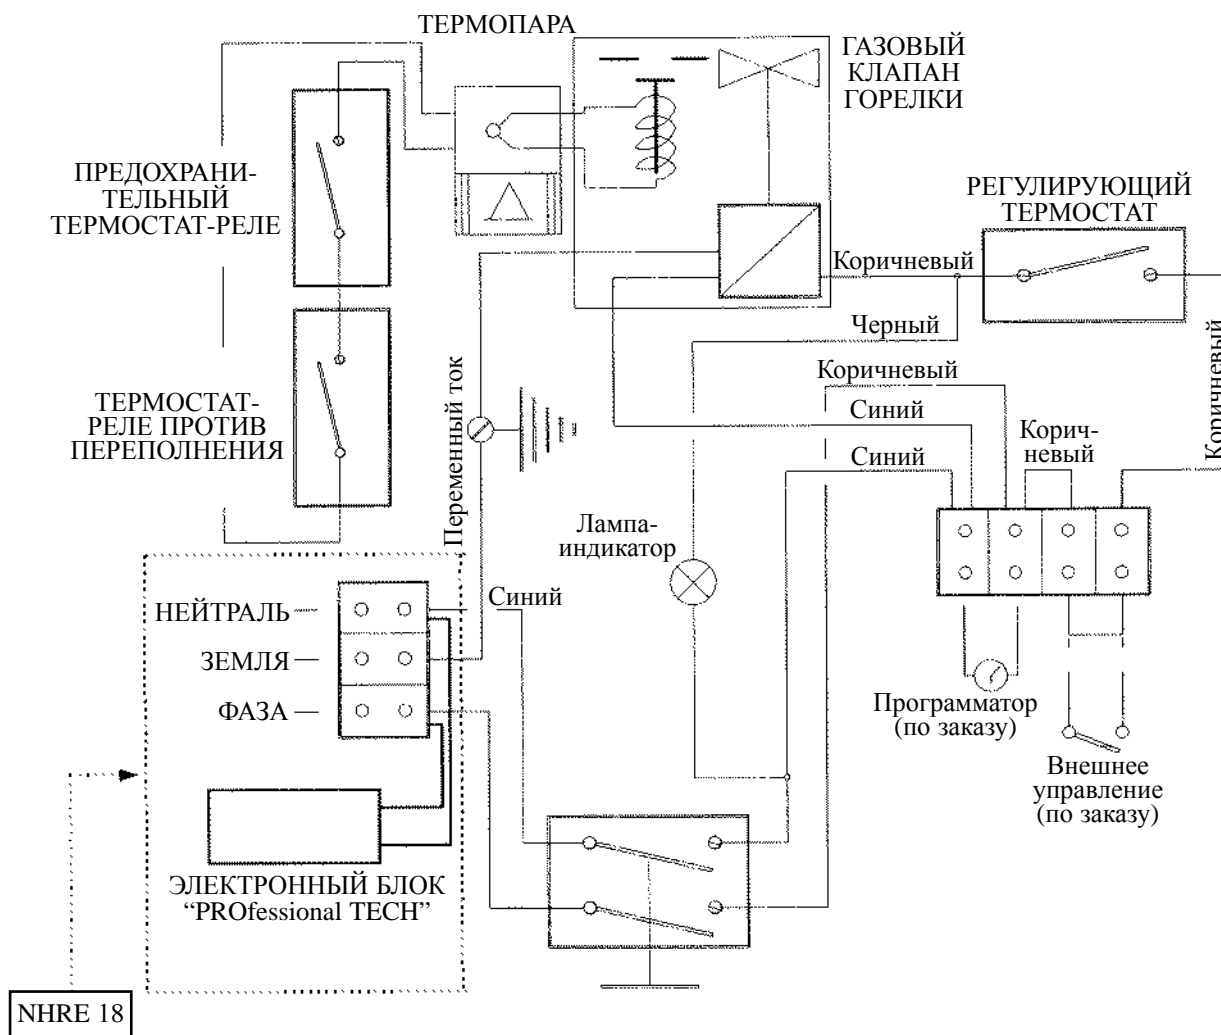 ТЕРМОПАРА
ГАЗОВЫЙ
КЛАПАН
ГОРЕЛКИ
ПРЕДОХРАНИ-
ТЕЛЬНЫЙ
ТЕРМОСТАТ-РЕЛЕ
РЕГУЛИРУЮЩИЙ
ТЕРМОСТАТ
Коричневый
Черный
Коричневый
Коричневый
Синий
Корич-
невый
Синий
ТЕРМОСТАТ-
РЕЛЕ ПРОТИВ
ПЕРЕПОЛНЕНИЯ
Переменный ток
Лампа-
индикатор
НЕЙТРАЛЬ
Синий
ЗЕМЛЯ
ФАЗА
Программатор
(по заказу)
Внешнее
управление
(по заказу)
ЭЛЕКТРОННЫЙ БЛОК
“PROfessional TECH”
NHRE 18